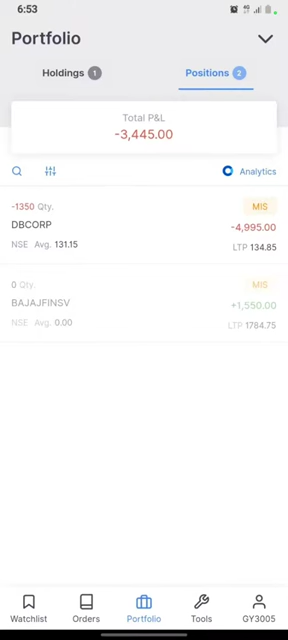 6:53
4G
Portfolio
Holdings 1
Positions 2
Total P&L
-3,445.00
Analytics
-1350 Qty.
MIS
DBCORP
-4,995.00
NSE Avg. 131.15
LTP 134.85
0 Qty.
MIS
BAJAJFINSV
+1,550.00
NSE Avg. 0.00
LTP 1784.75
Watchlist
Orders
Portfolio
Tools
GY3005